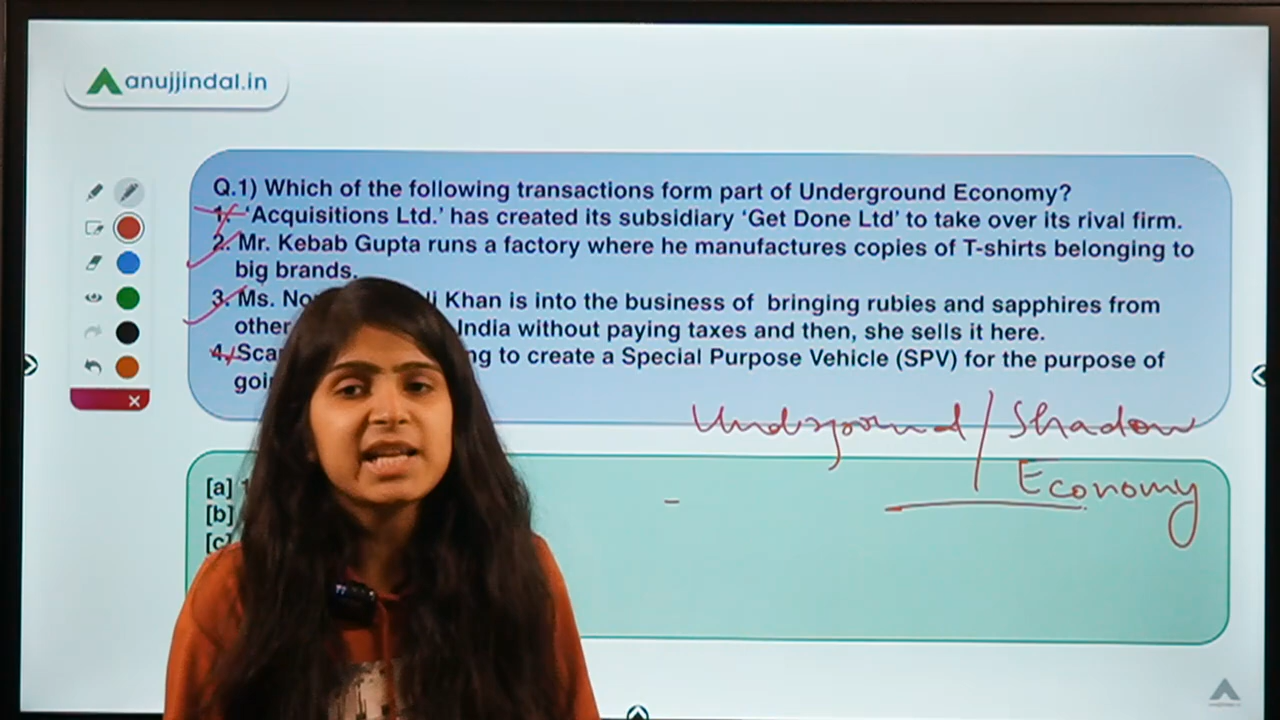 anujjindal.in
Q.1) Which of the following transactions form part of Underground Economy?
1. 'Acquisitions Ltd.' has created its subsidiary 'Get Done Ltd' to take over its rival firm.
2. Mr. Kebab Gupta runs a factory where he manufactures copies of T-shirts belonging to
big brands.
3. Ms. Khan is into the business of bringing rubies and sapphires from
other India without paying taxes and then, she sells it here.
4. to create a Special Purpose Vehicle (SPV) for the purpose of
Underground / Shadow
Economy
[a]
[b]
[c]